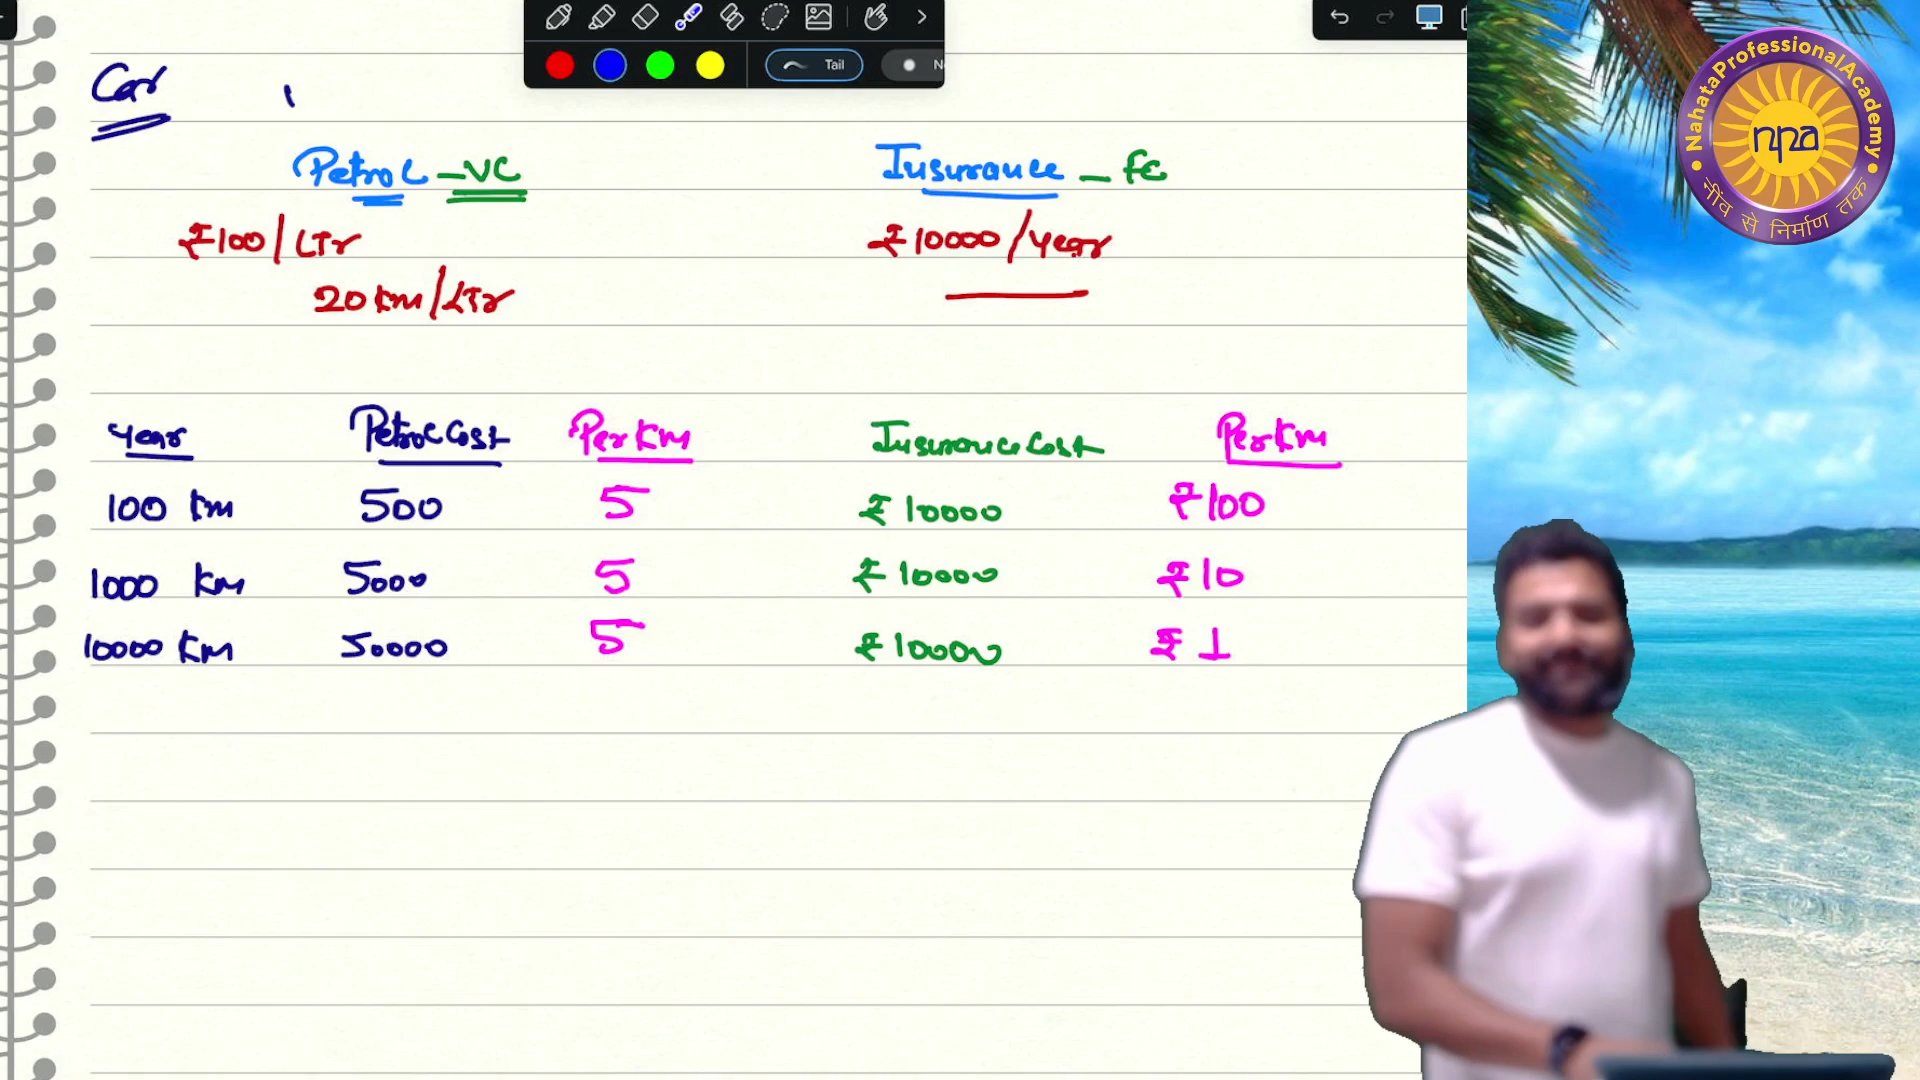 Tail
Car
NahataProfessionalAcademy
npa
नींव से निर्माण तक
Petrol - VC
Insurance - FC
₹100/LTr
₹10000/Year
20 Km/LTr
Year Petrol Cost Per Km Insurance Cost Per Km
100 Km 500 5 ₹10000 ₹100
1000 Km 5000 5 ₹10000 ₹10
10000 Km 50000 5 ₹10000 ₹1